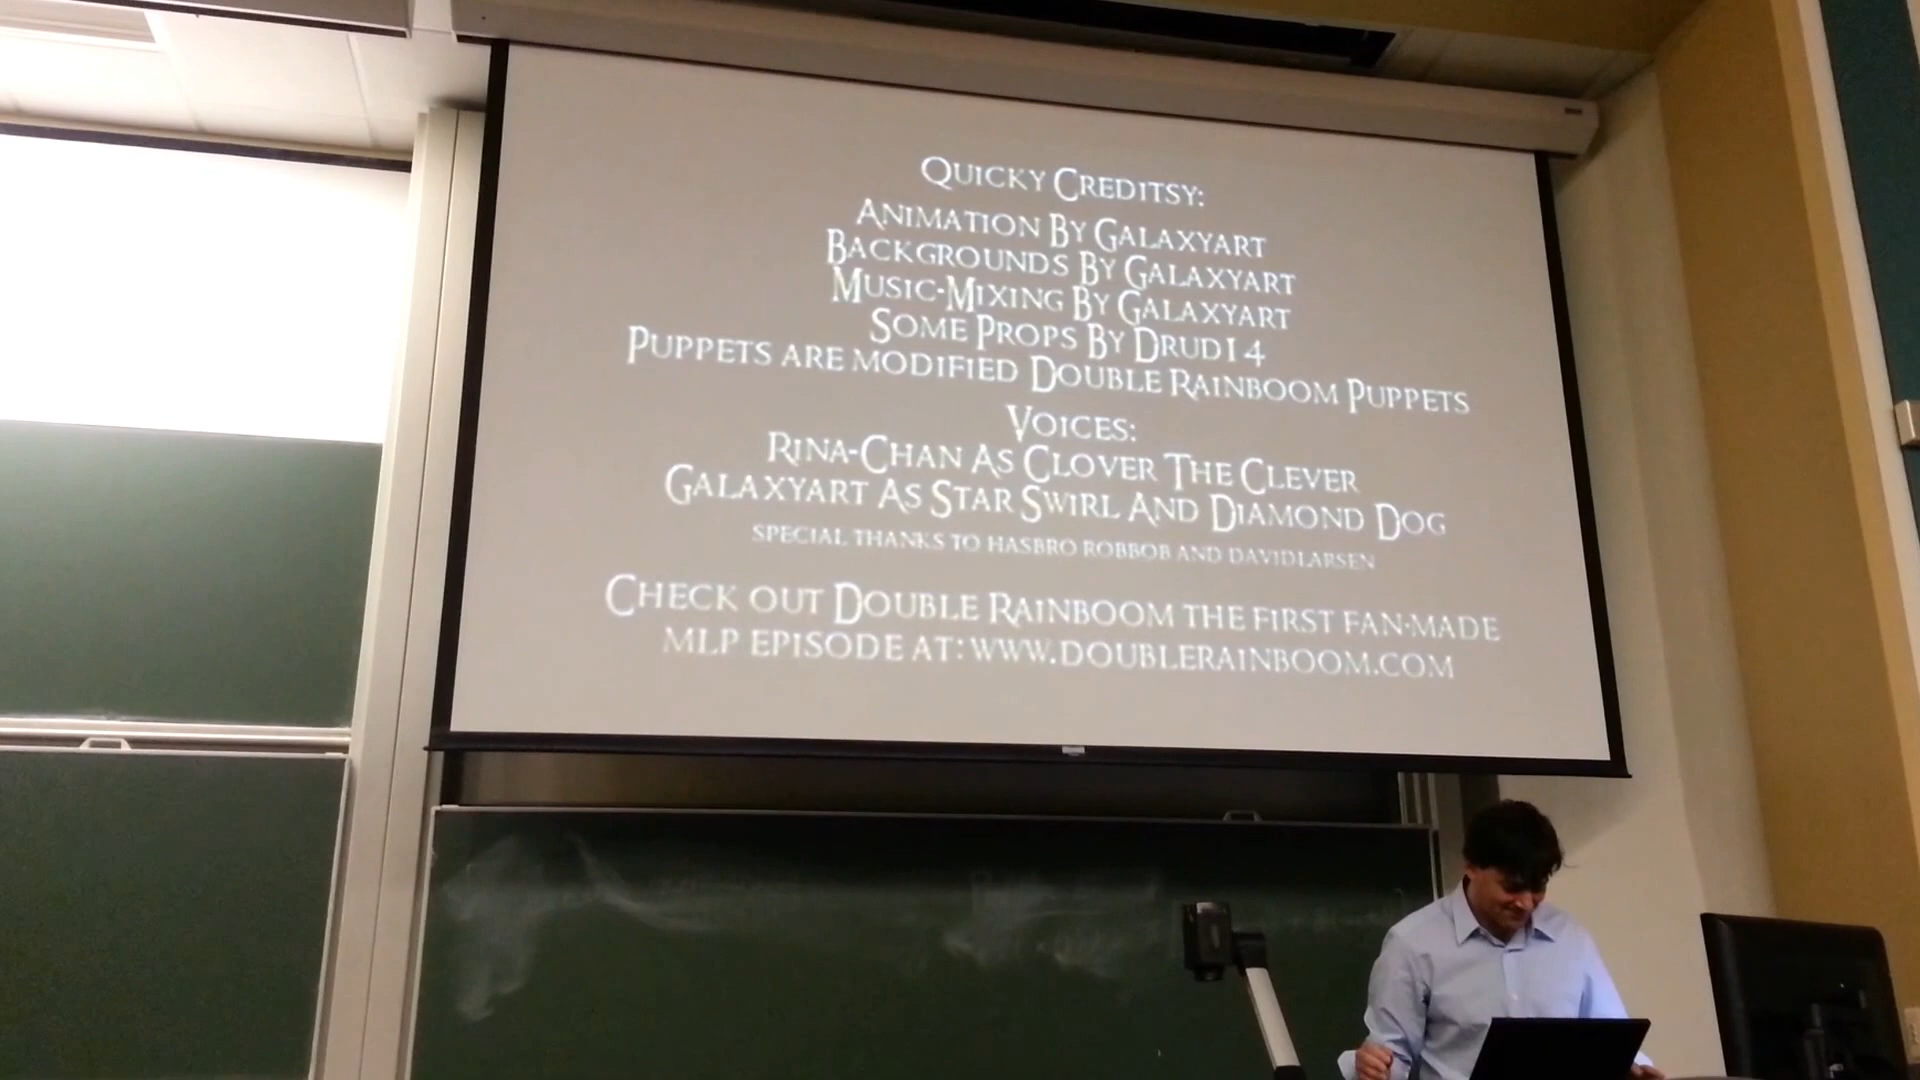 Quicky Creditsy:
Animation By Galaxyart
Backgrounds By Galaxyart
Music-Mixing By Galaxyart
Some Props By Drud14
Puppets are modified Double Rainboom Puppets
Voices:
Rina-Chan As Clover The Clever
Galaxyart As Star Swirl And Diamond Dog
special thanks to Hasbro Robbob and Davidlarsen
Check out Double Rainboom the first fan-made
MLP episode at: www.doublerainboom.com